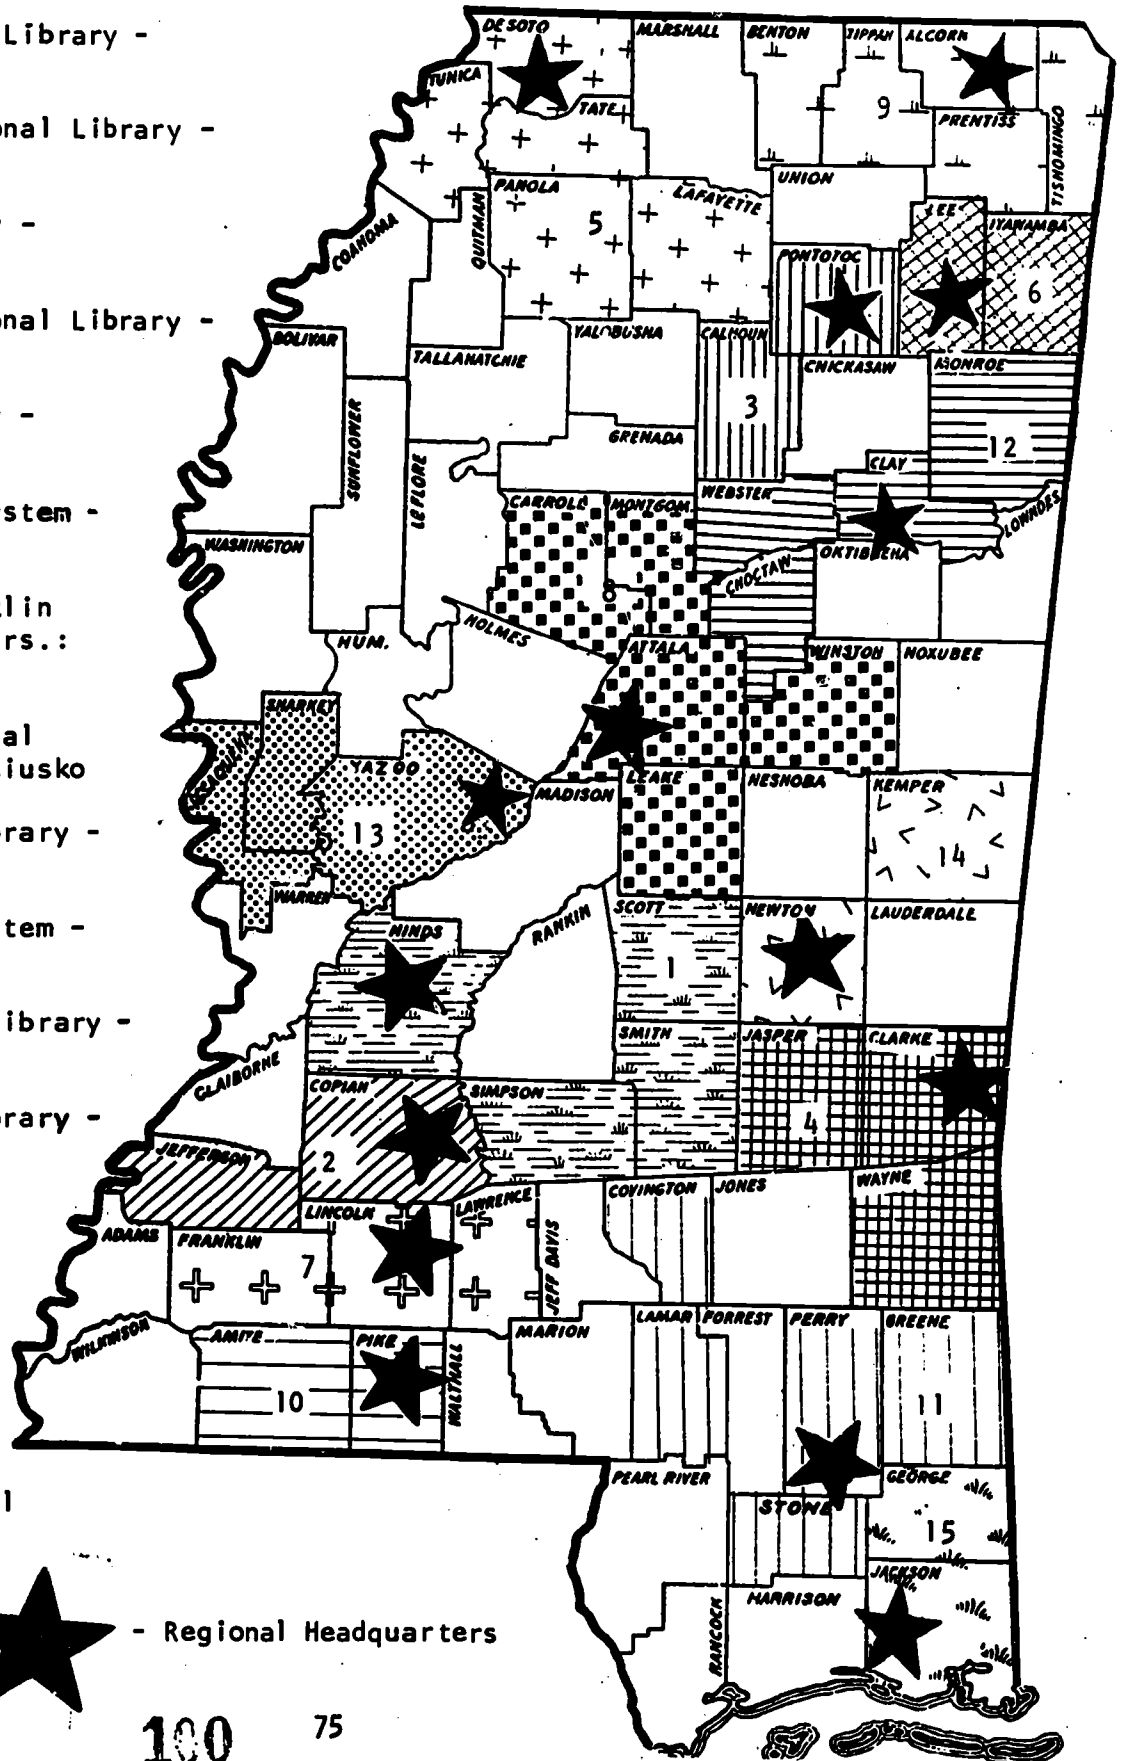 Library -
onal Library -
y -
onal Library -
y -
stem -
lin
rs.:
al
iusko
rary -
tem -
ibrary -
rary -
l
DESOTO
MARSHALL
BENTON
TIPPAH
ALCORN
TUNICA
TATE
9
PRENTISS
TISHOMINGO
UNION
PANOLA
LAFAYETTE
QUITMAN
COAHOMA
5
LEE
ITAWAMBA
PONTOTOC
6
BOLIVAR
YALOBUSHA
CALHOUN
TALLAHATCHIE
CHICKASAW
MONROE
3
SUNFLOWER
GRENADA
12
LEFLORE
CLAY
CARROLL
MONTGOM
WEBSTER
LOWNDES
WASHINGTON
OKTIBBEHA
CHOCTAW
HOLMES
HUM.
ATTALA
WINSTON
NOXUBEE
SHARKEY
YAZOO
LEAKE
NESHOBA
KEMPER
MADISON
13
14
WARREN
SCOTT
NEWTON
LAUDERDALE
HINDS
RANKIN
1
SMITH
JASPER
CLARKE
CLAIBORNE
COPIAH
SIMPSON
4
2
JEFFERSON
WAYNE
COVINGTON
JONES
LAWRENCE
LINCOLN
ADAMS
FRANKLIN
7
JEFF DAVIS
WILKINSON
AMITE
PIKE
WALTHALL
MARION
LAMAR
FORREST
PERRY
GREENE
10
11
PEARL RIVER
GEORGE
STONE
15
JACKSON
HARRISON
HANCOCK
- Regional Headquarters
100
75